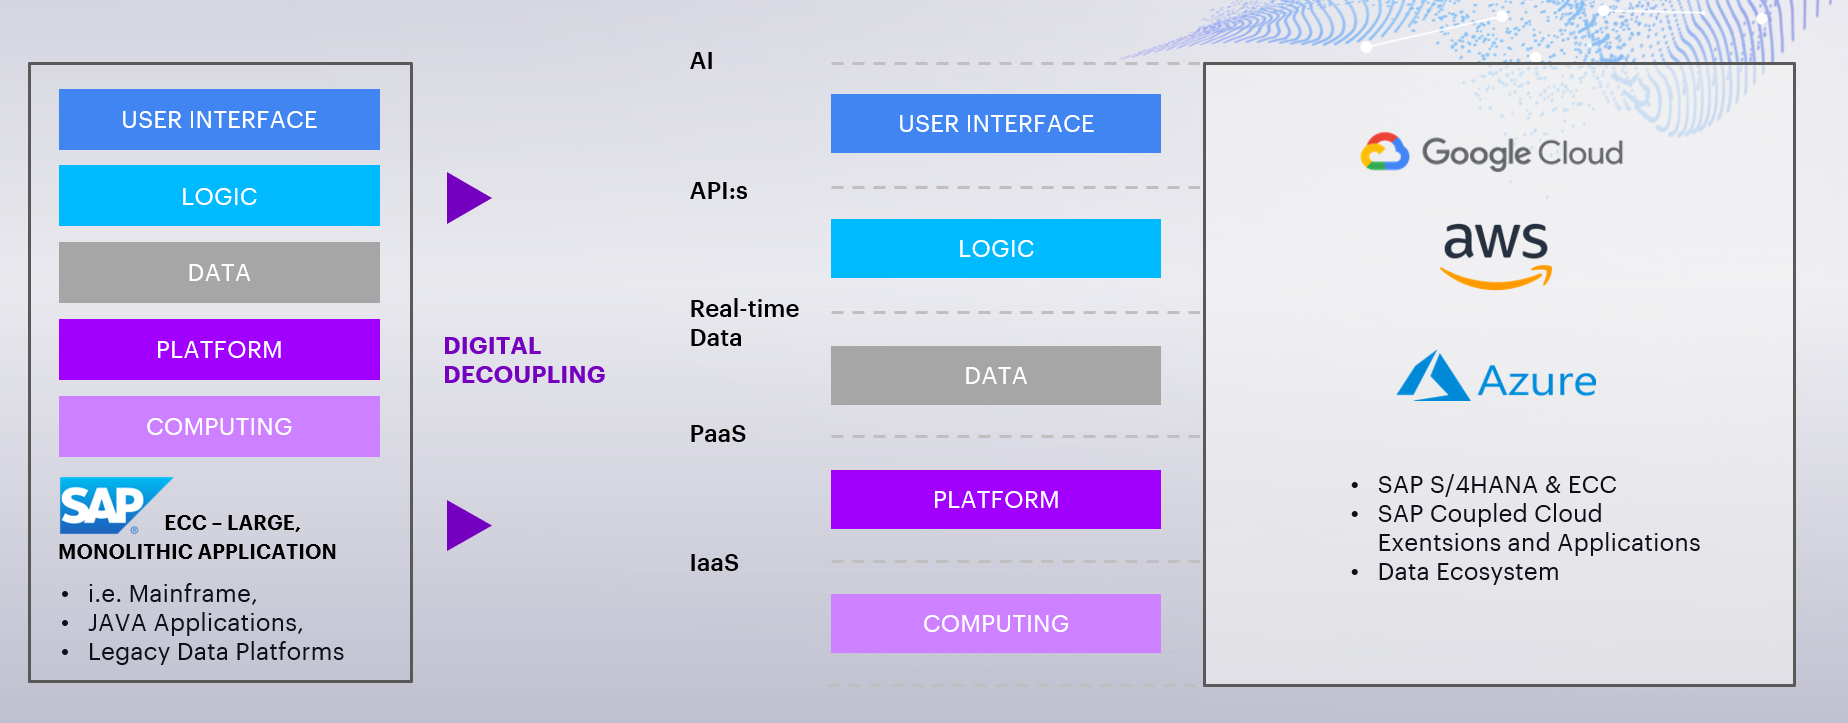 USER INTERFACE
LOGIC
DATA
PLATFORM
COMPUTING
SAP ® ECC – LARGE,
MONOLITHIC APPLICATION
• i.e. Mainframe,
• JAVA Applications,
• Legacy Data Platforms
DIGITAL
DECOUPLING
AI
USER INTERFACE
API:s
LOGIC
Real-time
Data
DATA
PaaS
PLATFORM
IaaS
COMPUTING
Google Cloud
aws
Azure
• SAP S/4HANA & ECC
• SAP Coupled Cloud
Exentsions and Applications
• Data Ecosystem